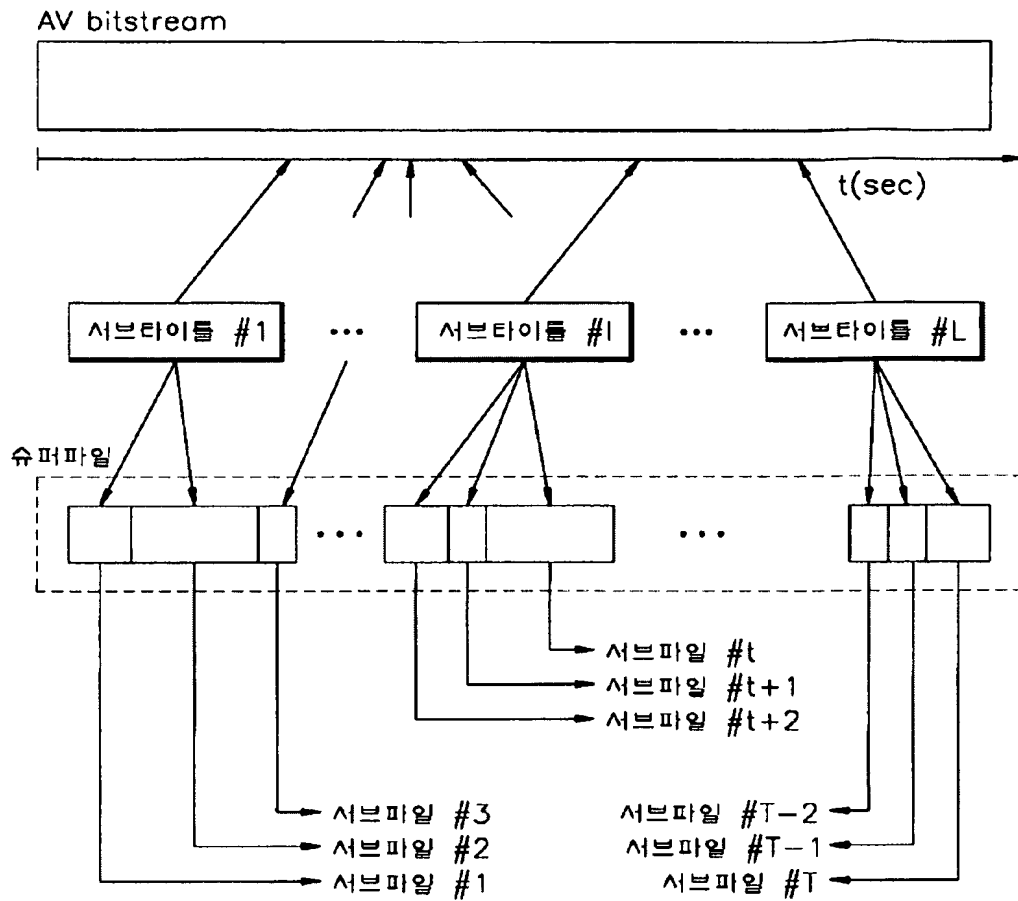 AV bitstream
t(sec)
서브타이틀 #1
...
서브타이틀 #l
...
서브타이틀 #L
슈퍼파일
...
...
서브파일 #t
서브파일 #t+1
서브파일 #t+2
서브파일 #3
서브파일 #2
서브파일 #1
서브파일 #T-2
서브파일 #T-1
서브파일 #T